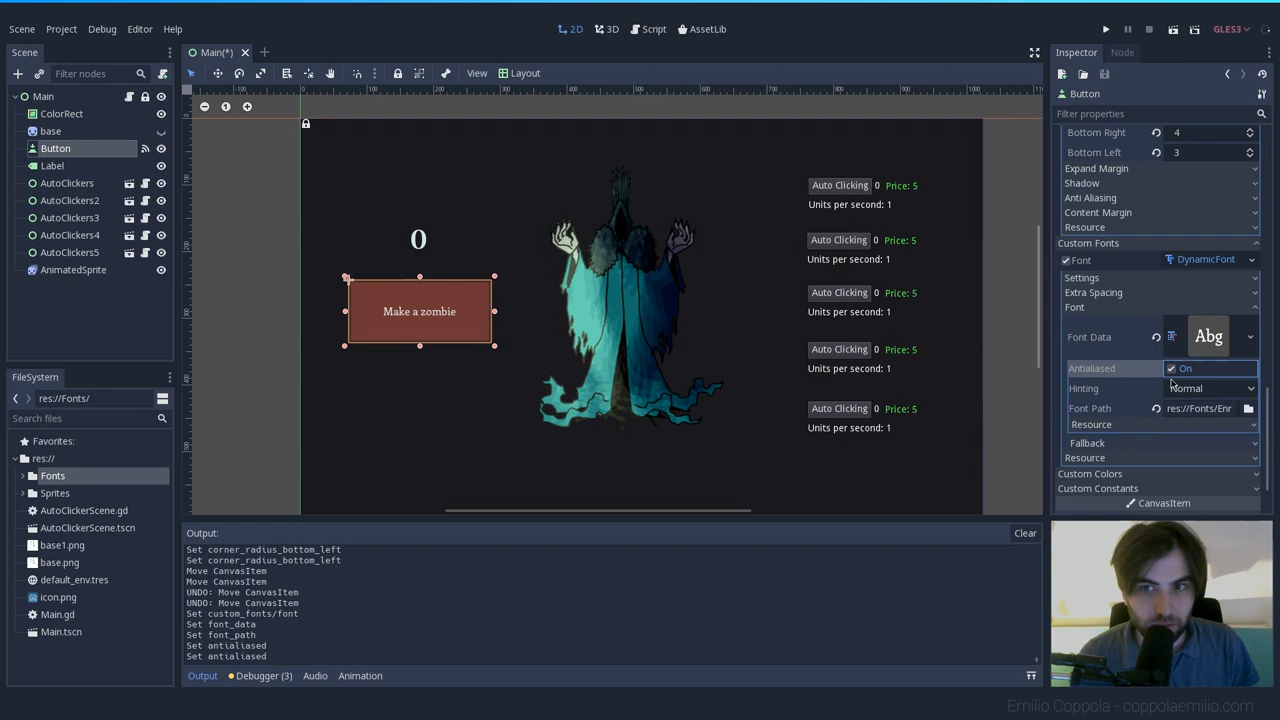 Scene Project Debug Editor Help
2D 3D Script AssetLib
GLES3
Scene
Main(*)
View Layout
Inspector Node
Filter nodes
Main
ColorRect
base
Button
Label
AutoClickers
AutoClickers2
AutoClickers3
AutoClickers4
AutoClickers5
AnimatedSprite
FileSystem
res://Fonts/
Search files
Favorites:
res://
Fonts
Sprites
AutoClickerScene.gd
AutoClickerScene.tscn
base1.png
base.png
default_env.tres
icon.png
Main.gd
Main.tscn
0
Make a zombie
Auto Clicking 0 Price: 5
Units per second: 1
Auto Clicking 0 Price: 5
Units per second: 1
Auto Clicking 0 Price: 5
Units per second: 1
Auto Clicking 0 Price: 5
Units per second: 1
Auto Clicking 0 Price: 5
Units per second: 1
Output:
Clear
Set corner_radius_bottom_left
Set corner_radius_bottom_left
Move CanvasItem
Move CanvasItem
UNDO: Move CanvasItem
UNDO: Move CanvasItem
Set custom_fonts/font
Set font_data
Set font_path
Set antialiased
Set antialiased
Output Debugger (3) Audio Animation
Button
Filter properties
Bottom Right 4
Bottom Left 3
Expand Margin
Shadow
Anti Aliasing
Content Margin
Resource
Custom Fonts
Font DynamicFont
Settings
Extra Spacing
Font
Font Data Abg
Antialiased On
Hinting Normal
Font Path res://Fonts/Enr
Resource
Fallback
Resource
Custom Colors
Custom Constants
CanvasItem
Emilio Coppola - coppolaemilio.com